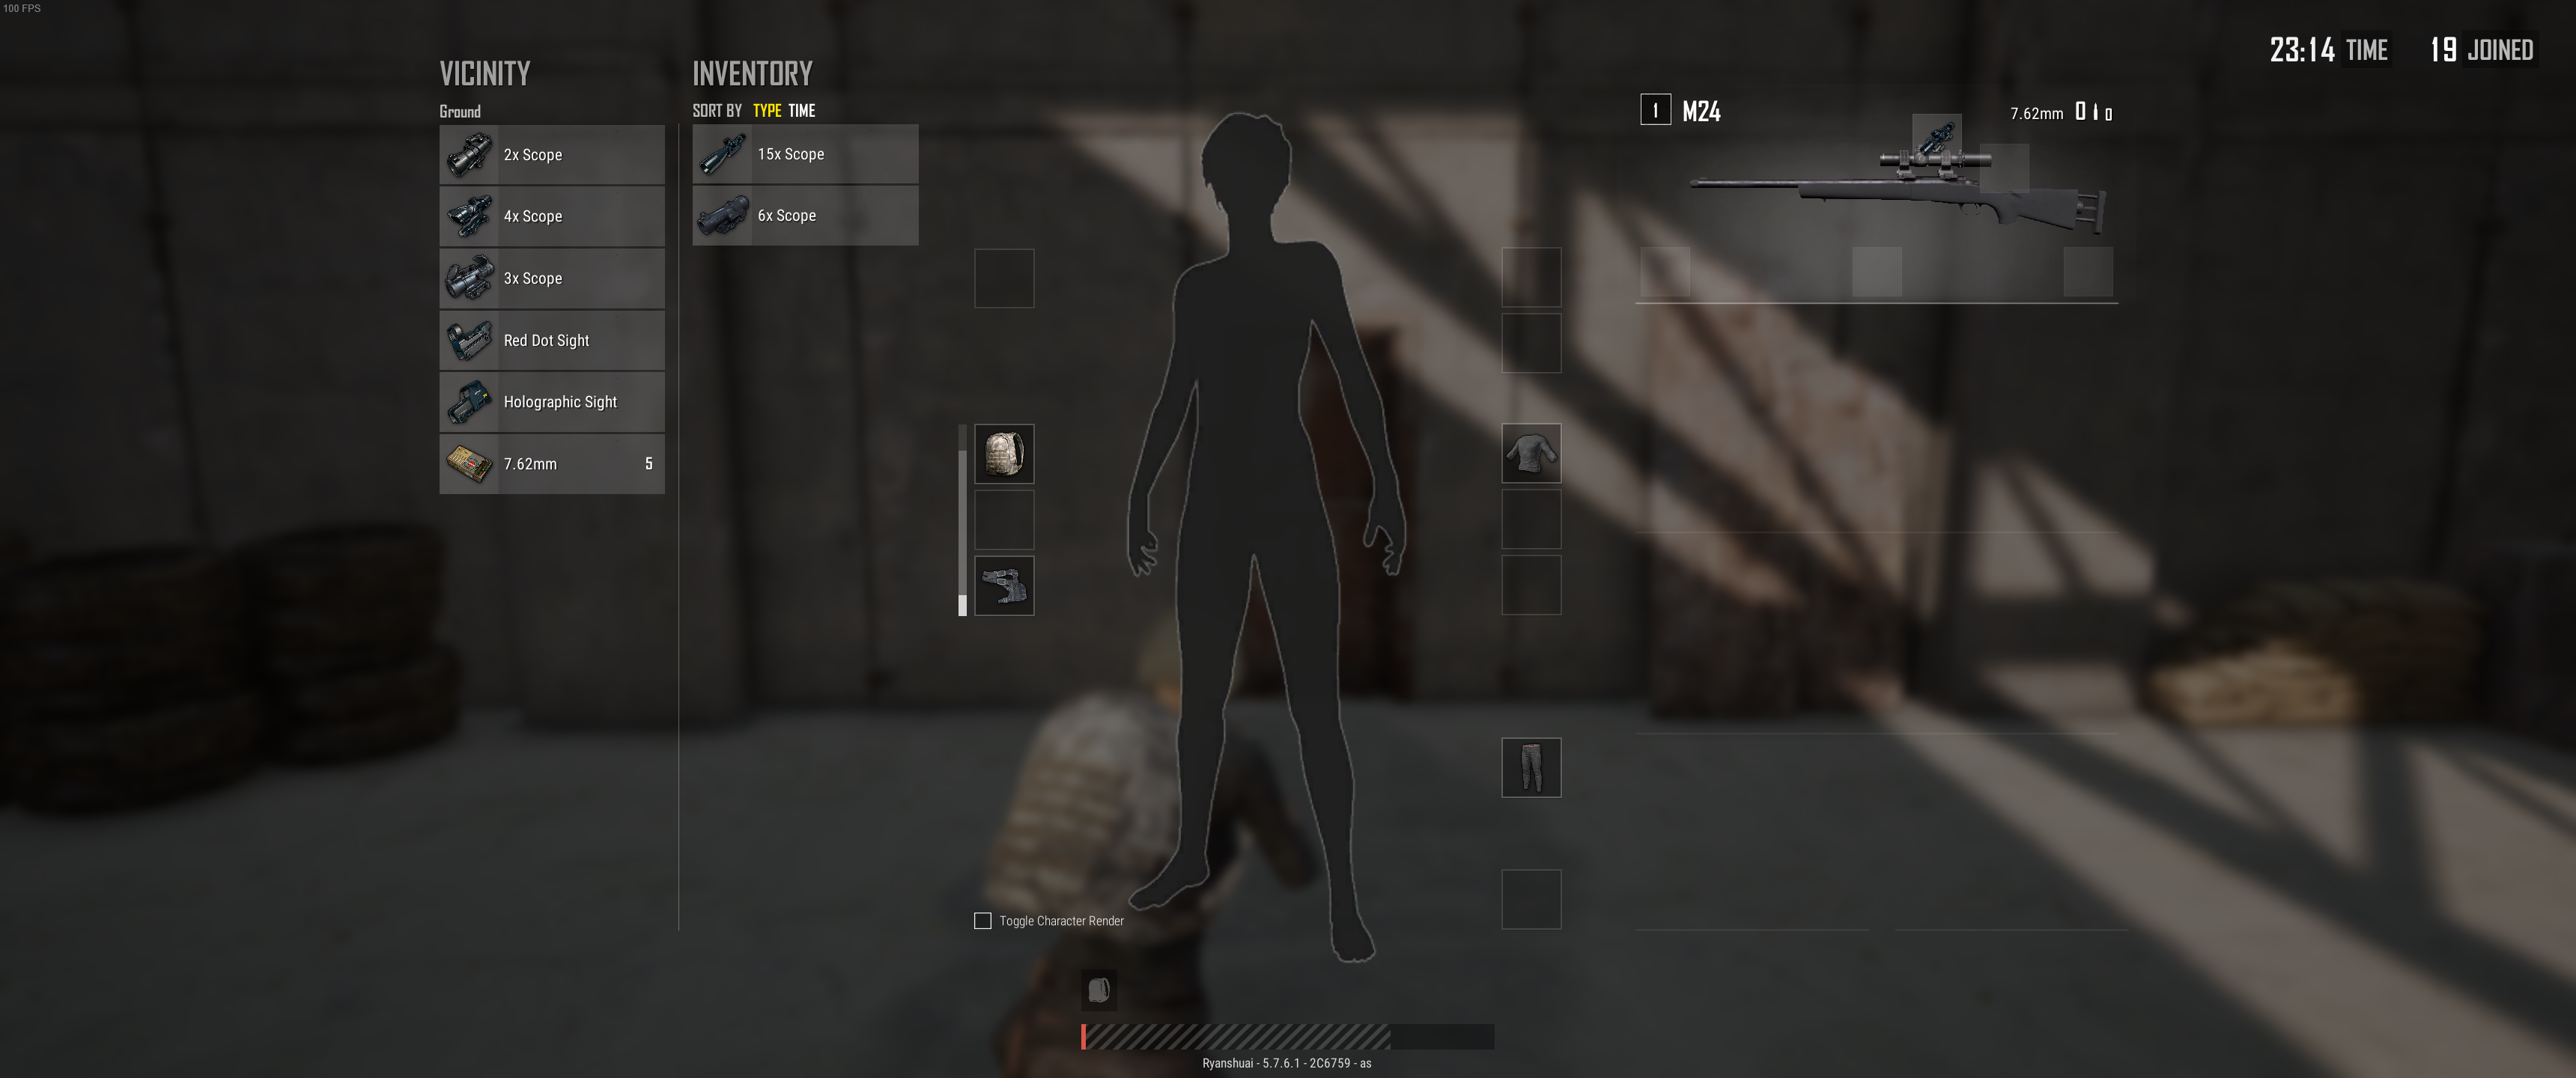 100 FPS
23:14 TIME 19 JOINED
VICINITY
Ground
2x Scope
4x Scope
3x Scope
Red Dot Sight
Holographic Sight
7.62mm 5
INVENTORY
SORT BY TYPE TIME
15x Scope
6x Scope
1 M24 7.62mm 0 0
Toggle Character Render
Ryanshuai - 5.7.6.1 - 2C6759 - as